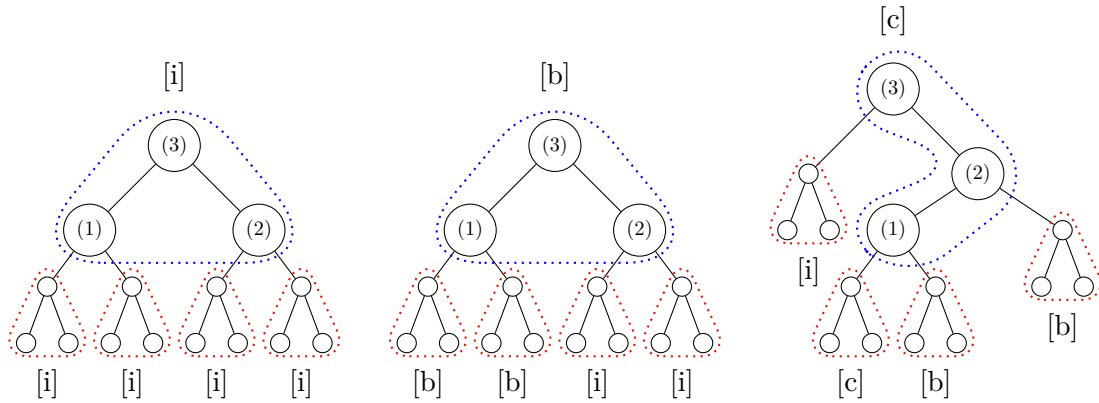 [i]
(3)
(1) (2)
[i] [i] [i] [i]
[b]
(3)
(1) (2)
[b] [b] [i] [i]
[c]
(3)
(2)
(1)
[i]
[b]
[c] [b]